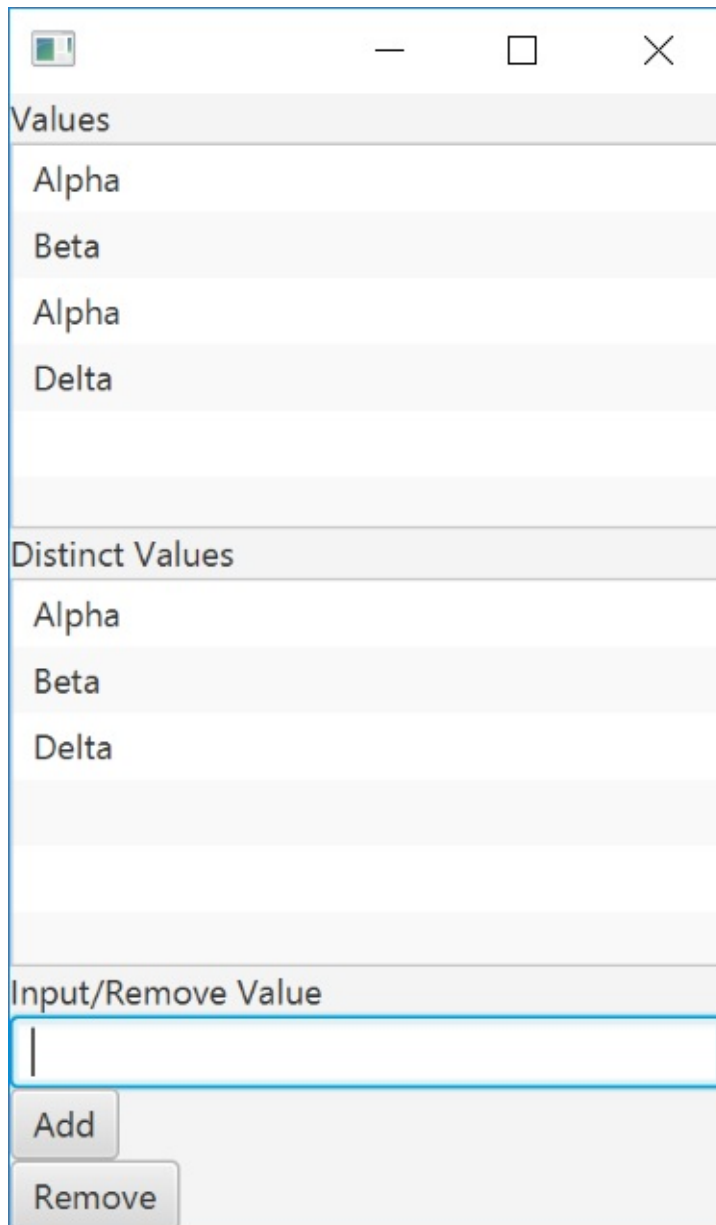 Values
Alpha
Beta
Alpha
Delta
Distinct Values
Alpha
Beta
Delta
Input/Remove Value
Add
Remove